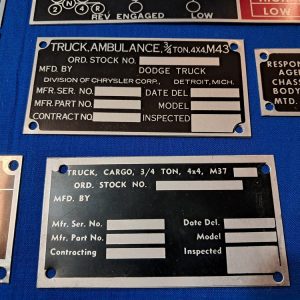 2 4 R
REV ENGAGED
LOW
LOW
TRUCK, AMBULANCE, 3/4 TON, 4x4, M43
ORD. STOCK NO.
MFD. BY DODGE TRUCK
DIVISION OF CHRYSLER CORP., DETROIT, MICH.
MFR. SER. NO. DATE DEL.
MFR. PART NO. MODEL
CONTRACT NO. INSPECTED
RESPON
AGE
CHASS
BODY
MTD.
TRUCK, CARGO, 3/4 TON, 4x4, M37
ORD. STOCK NO.
MFD. BY
Mfr. Ser. No. Date Del.
Mfr. Part No. Model
Contracting Inspected